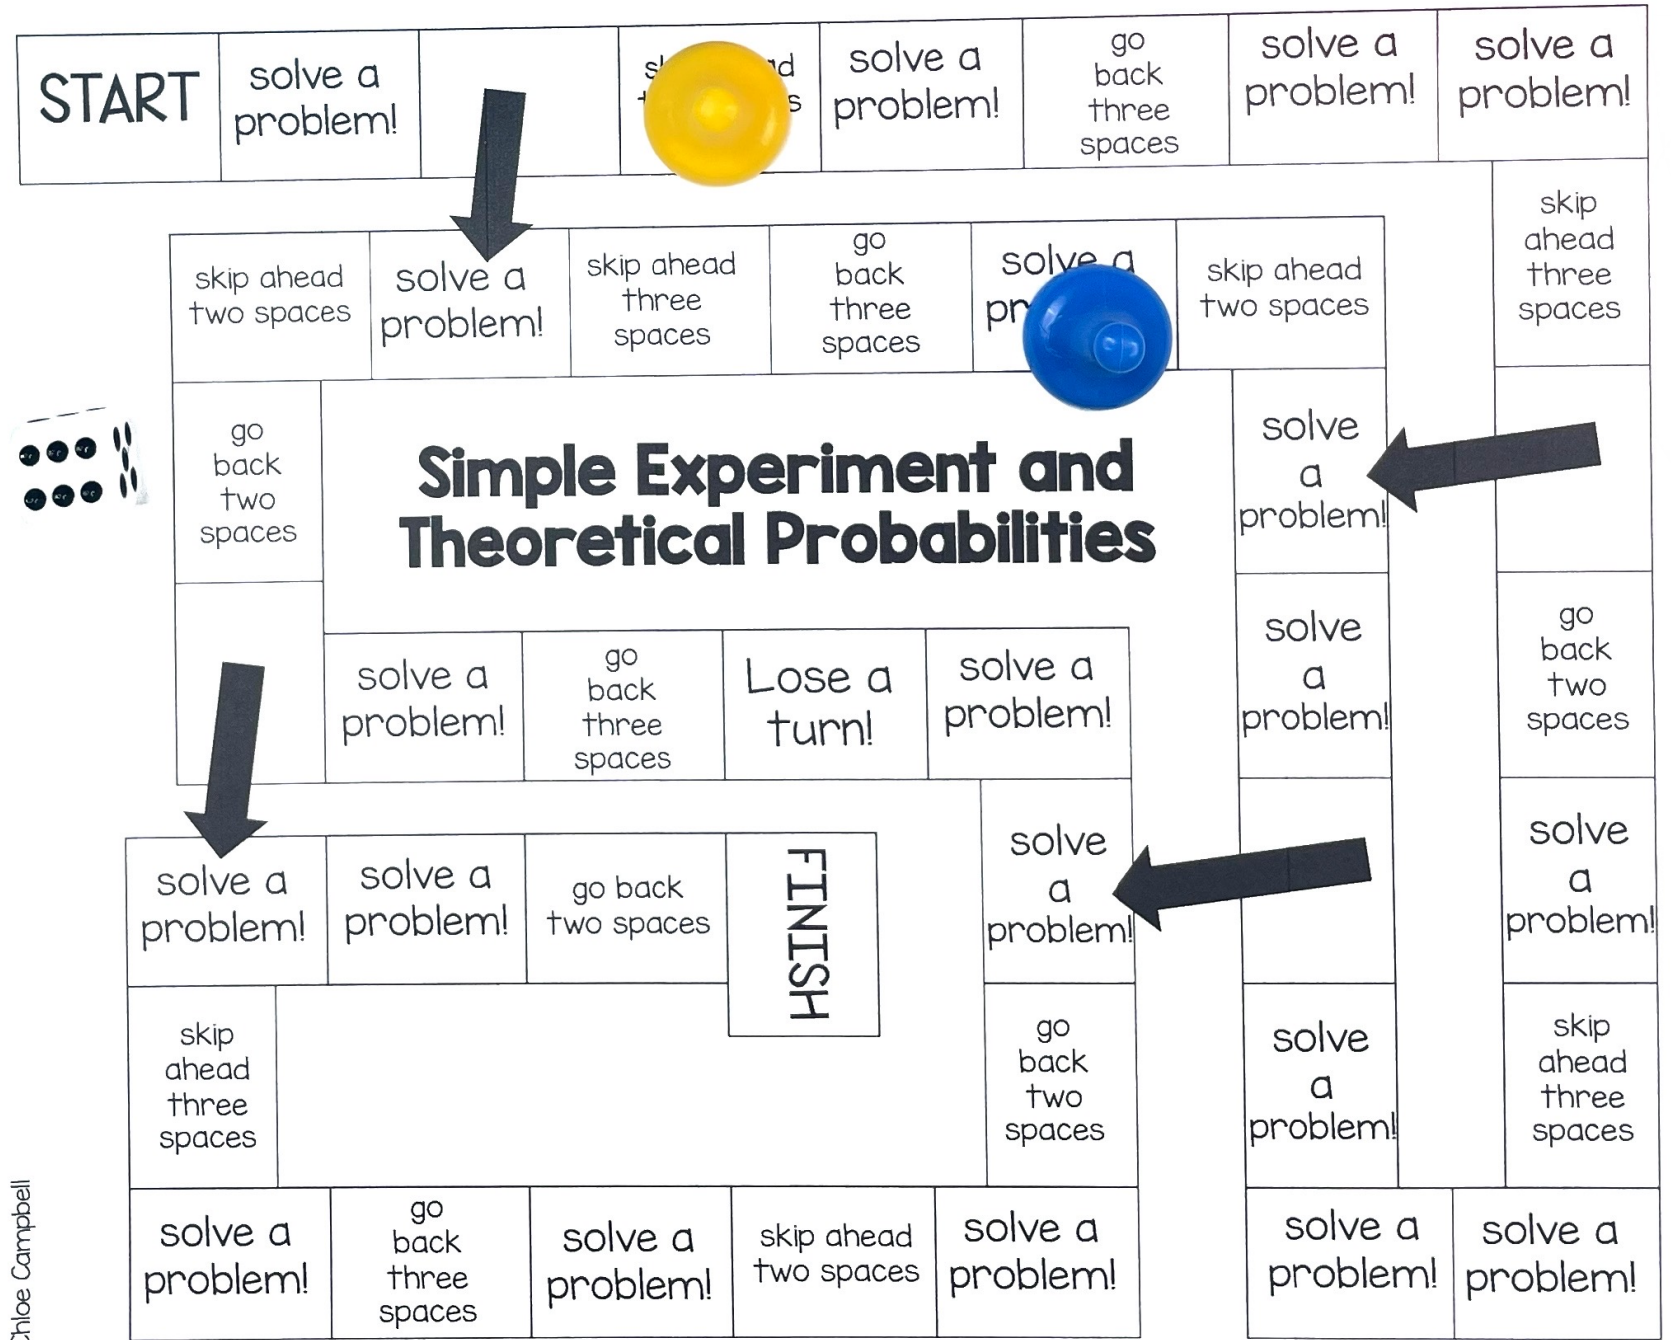 START
solve a
problem!
solve a
problem!
go
back
three
spaces
solve a
problem!
solve a
problem!
skip
ahead
three
spaces
go
back
two
spaces
solve
a
problem!
skip
ahead
three
spaces
solve a
problem!
solve a
problem!
solve
a
problem!
solve
a
problem!
solve
a
problem!
skip ahead
two spaces
solve a
go
back
three
spaces
skip ahead
three
spaces
solve a
problem!
skip ahead
two spaces
go
back
two
spaces
Simple Experiment and
Theoretical Probabilities
solve a
problem!
go
back
three
spaces
Lose a
turn!
solve a
problem!
solve
a
problem!
go
back
two
spaces
solve a
problem!
skip ahead
two spaces
solve a
problem!
go
back
three
spaces
solve a
problem!
skip
ahead
three
spaces
solve a
problem!
solve a
problem!
go back
two spaces
FINISH
Campbell